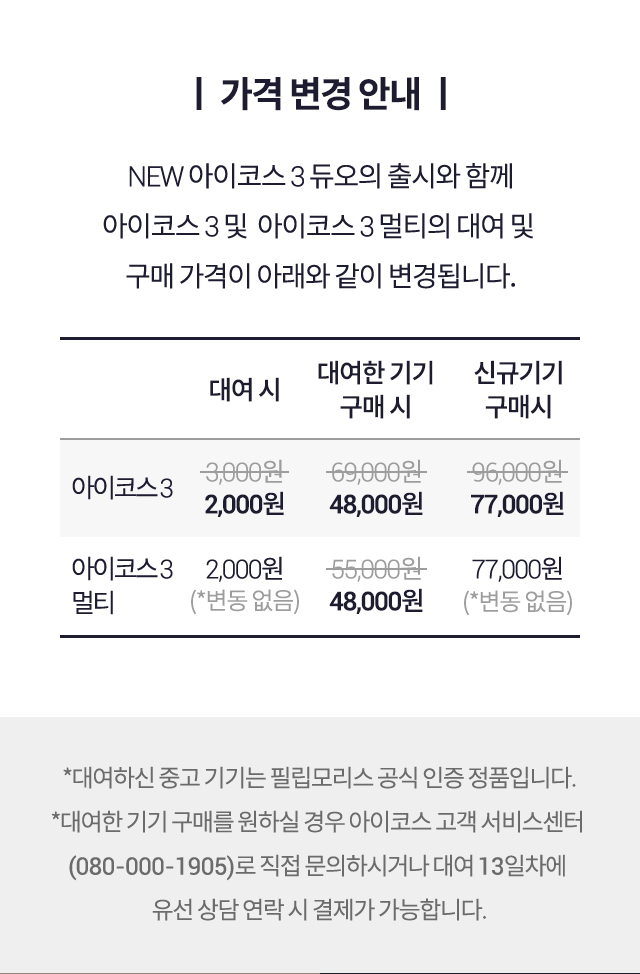 | 가격 변경 안내 |
NEW 아이코스 3 듀오의 출시와 함께
아이코스 3 및 아이코스 3 멀티의 대여 및
구매 가격이 아래와 같이 변경됩니다.
대여 시
대여한 기기
구매 시
신규기기
구매시
아이코스 3
3,000원
2,000원
69,000원
48,000원
96,000원
77,000원
아이코스 3
멀티
2,000원
(*변동 없음)
55,000원
48,000원
77,000원
(*변동 없음)
*대여하신 중고 기기는 필립모리스 공식 인증 정품입니다.
*대여한 기기 구매를 원하실 경우 아이코스 고객 서비스센터
(080-000-1905)로 직접 문의하시거나 대여 13일차에
유선 상담 연락 시 결제가 가능합니다.